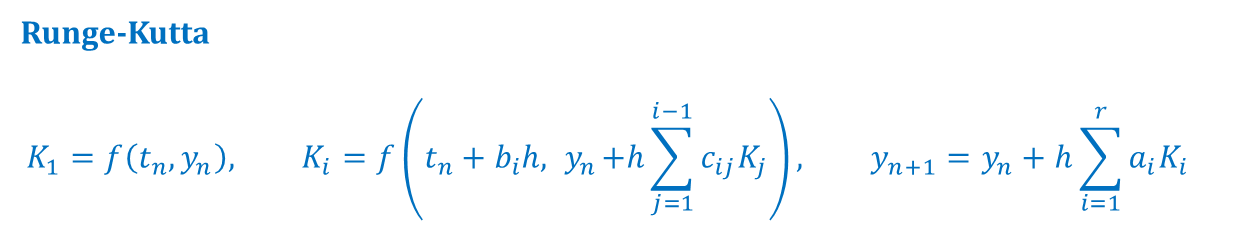 Runge-Kutta
K₁ = f(tₙ, yₙ),    Kᵢ = f( tₙ + bᵢh, yₙ + h ∑_{j=1}^{i−1} cᵢⱼKⱼ ),    yₙ₊₁ = yₙ + h ∑_{i=1}^{r} aᵢKᵢ